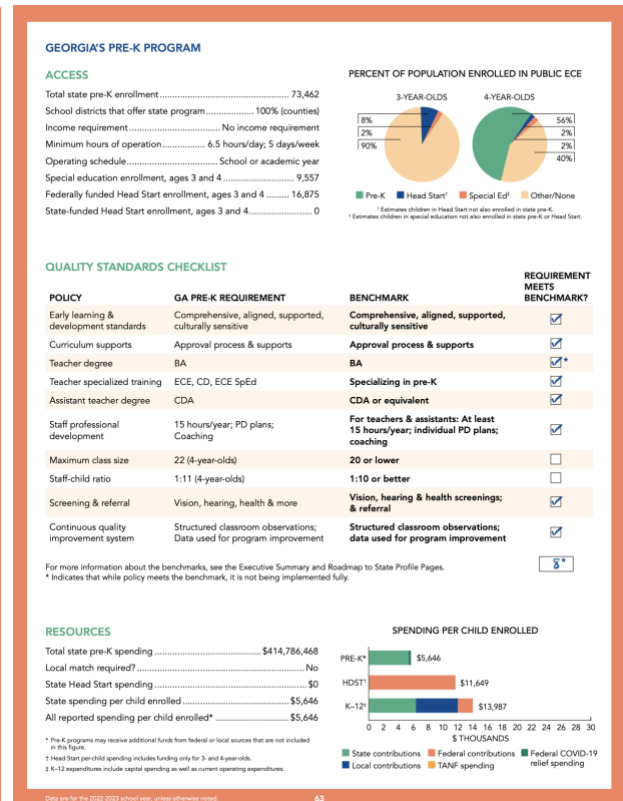 GEORGIA'S PRE-K PROGRAM
ACCESS
Total state pre-K enrollment 73,462
School districts that offer state program 100% (counties)
Income requirement No income requirement
Minimum hours of operation 6.5 hours/day; 5 days/week
Operating schedule School or academic year
Special education enrollment, ages 3 and 4 9,557
Federally funded Head Start enrollment, ages 3 and 4 16,875
State-funded Head Start enrollment, ages 3 and 4 0
PERCENT OF POPULATION ENROLLED IN PUBLIC ECE
3-YEAR-OLDS 4-YEAR-OLDS
8%
2%
90%
56%
2%
2%
40%
Pre-K Head Start† Special Ed‡ Other/None
† Estimates children in Head Start not also enrolled in state pre-K.
‡ Estimates children in special education not also enrolled in state pre-K or Head Start.
QUALITY STANDARDS CHECKLIST
POLICY GA PRE-K REQUIREMENT BENCHMARK REQUIREMENT MEETS BENCHMARK?
Early learning & development standards Comprehensive, aligned, supported, culturally sensitive Comprehensive, aligned, supported, culturally sensitive ☑
Curriculum supports Approval process & supports Approval process & supports ☑
Teacher degree BA BA ☑*
Teacher specialized training ECE, CD, ECE SpEd Specializing in pre-K ☑
Assistant teacher degree CDA CDA or equivalent ☑
Staff professional development 15 hours/year; PD plans; Coaching For teachers & assistants: At least 15 hours/year; individual PD plans; coaching ☑
Maximum class size 22 (4-year-olds) 20 or lower ☐
Staff-child ratio 1:11 (4-year-olds) 1:10 or better ☐
Screening & referral Vision, hearing, health & more Vision, hearing & health screenings; & referral ☑
Continuous quality improvement system Structured classroom observations; Data used for program improvement Structured classroom observations; data used for program improvement ☑
For more information about the benchmarks, see the Executive Summary and Roadmap to State Profile Pages.
* Indicates that while policy meets the benchmark, it is not being implemented fully.
8*
RESOURCES
Total state pre-K spending $414,786,468
Local match required? No
State Head Start spending $0
State spending per child enrolled $5,646
All reported spending per child enrolled* $5,646
* Pre-K programs may receive additional funds from federal or local sources that are not included
in this figure.
† Head Start per-child spending includes funding only for 3- and 4-year-olds.
‡ K–12 expenditures include capital spending as well as current operating expenditures.
SPENDING PER CHILD ENROLLED
PRE-K* $5,646
HDST† $11,649
K–12‡ $13,987
0 2 4 6 8 10 12 14 16 18 20 22 24 26 28 30
$ THOUSANDS
State contributions Federal contributions Federal COVID-19 relief spending
Local contributions TANF spending
Data are for the 2022-2023 school year, unless otherwise noted.
63